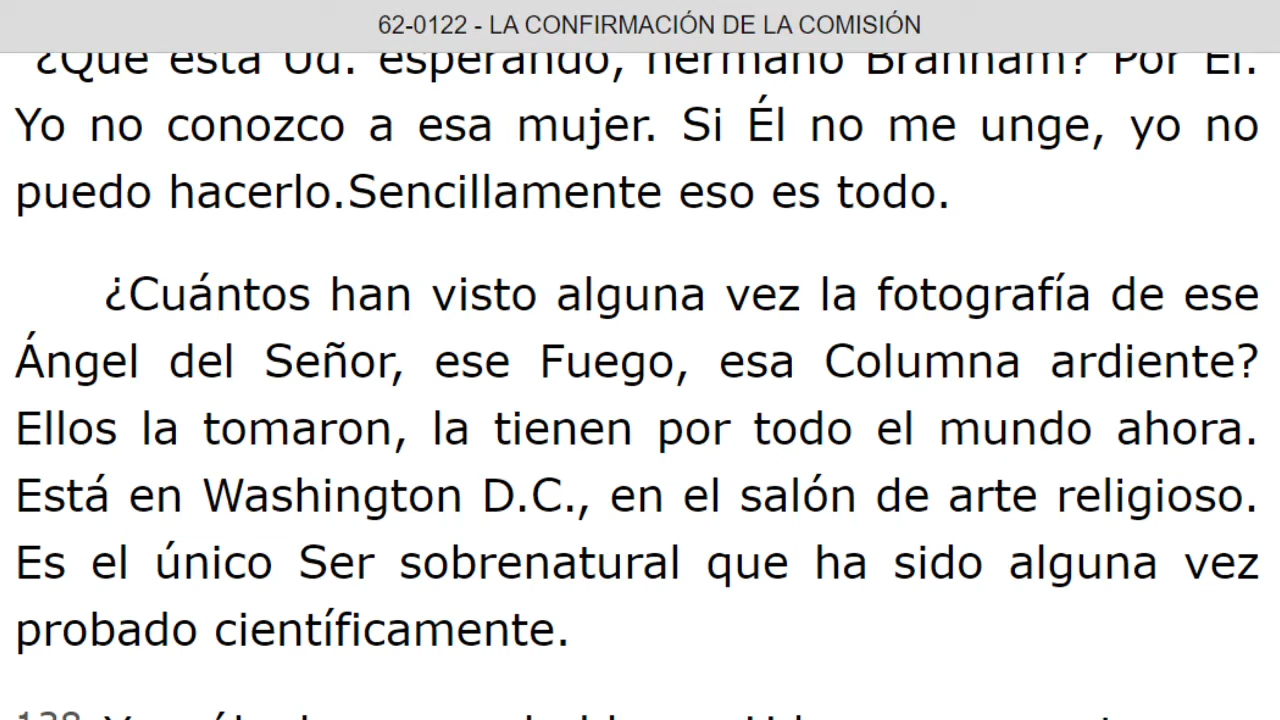 62-0122 - LA CONFIRMACIÓN DE LA COMISIÓN
¿Qué está Ud. esperando, hermano Branham? Por Él.
Yo no conozco a esa mujer. Si Él no me unge, yo no
puedo hacerlo.Sencillamente eso es todo.
¿Cuántos han visto alguna vez la fotografía de ese
Ángel del Señor, ese Fuego, esa Columna ardiente?
Ellos la tomaron, la tienen por todo el mundo ahora.
Está en Washington D.C., en el salón de arte religioso.
Es el único Ser sobrenatural que ha sido alguna vez
probado científicamente.